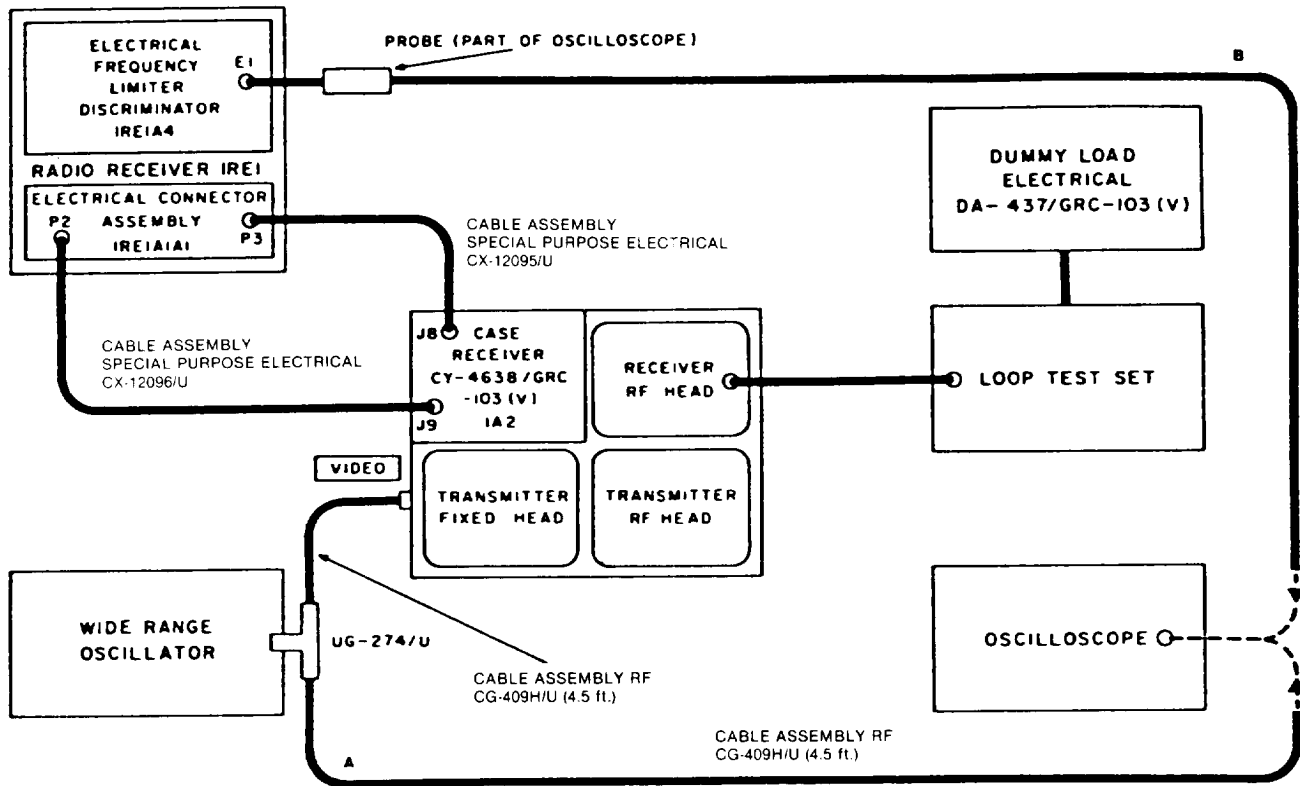 ELECTRICAL
FREQUENCY
LIMITER
DISCRIMINATOR
IREIA4
E1
PROBE (PART OF OSCILLOSCOPE)
B
RADIO RECEIVER IREI
ELECTRICAL CONNECTOR
ASSEMBLY
IREIAIAI
P2
P3
CABLE ASSEMBLY
SPECIAL PURPOSE ELECTRICAL
CX-12095/U
DUMMY LOAD
ELECTRICAL
DA-437/GRC-103 (V)
CABLE ASSEMBLY
SPECIAL PURPOSE ELECTRICAL
CX-12096/U
J8
CASE
RECEIVER
CY-4638/GRC
-103 (V)
1A2
J9
RECEIVER
RF HEAD
LOOP TEST SET
VIDEO
TRANSMITTER
FIXED HEAD
TRANSMITTER
RF HEAD
WIDE RANGE
OSCILLATOR
UG-274/U
OSCILLOSCOPE
CABLE ASSEMBLY RF
CG-409H/U (4.5 ft.)
CABLE ASSEMBLY RF
CG-409H/U (4.5 ft.)
A